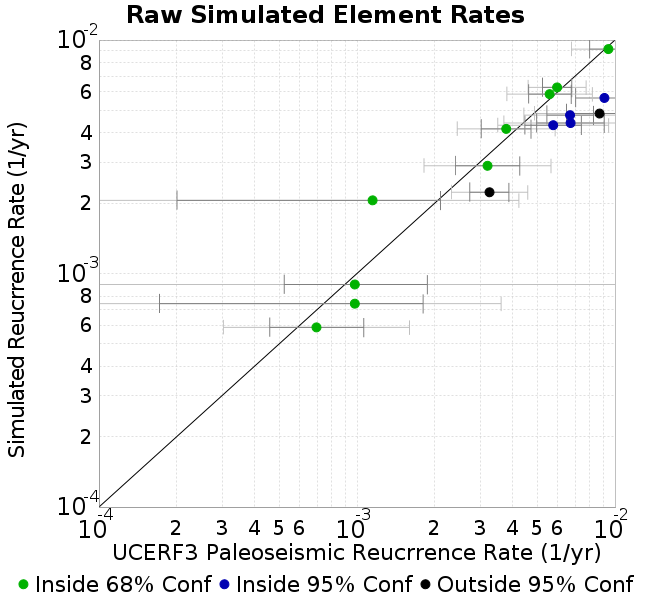 Raw Simulated Element Rates
10-2
8
6
4
3
2
10-3
8
6
4
3
2
10-4
Simulated Reucrrence Rate (1/yr)
10-4 2 3 4 5 6 10-3 2 3 4 5 6 10-2
UCERF3 Paleoseismic Reucrrence Rate (1/yr)
Inside 68% Conf Inside 95% Conf Outside 95% Conf